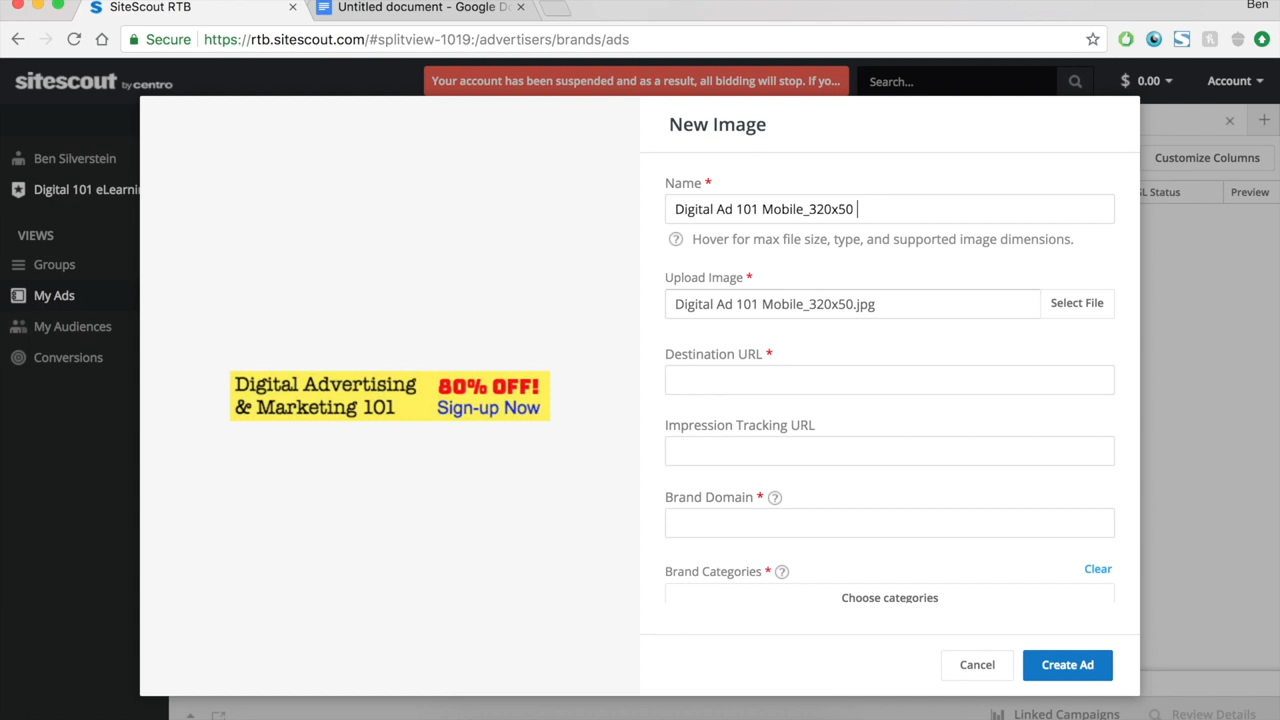 Ben
SiteScout RTB
Untitled document - Google D
Secure
https://rtb.sitescout.com/#splitview-1019:/advertisers/brands/ads
sitescout by centro
Your account has been suspended and as a result, all bidding will stop. If yo...
Search...
$ 0.00
Account
New Image
Customize Columns
Ben Silverstein
Digital 101 eLearnin
SL Status
Preview
VIEWS
Groups
My Ads
My Audiences
Conversions
Digital Advertising
& Marketing 101
80% OFF!
Sign-up Now
Name *
Digital Ad 101 Mobile_320x50
Hover for max file size, type, and supported image dimensions.
Upload Image *
Digital Ad 101 Mobile_320x50.jpg
Select File
Destination URL *
Impression Tracking URL
Brand Domain *
Brand Categories *
Clear
Choose categories
Cancel
Create Ad
Linked Campaigns
Review Details